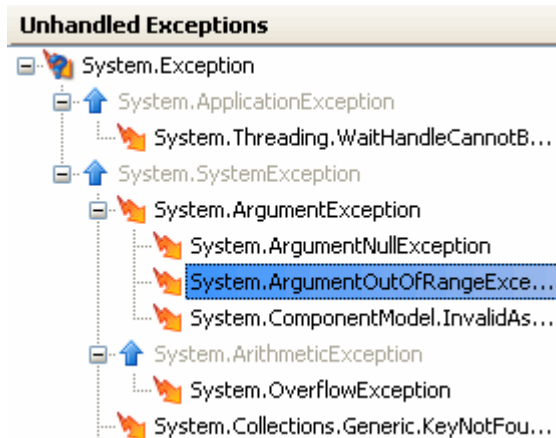 Unhandled Exceptions
System.Exception
System.ApplicationException
System.Threading.WaitHandleCannotB...
System.SystemException
System.ArgumentException
System.ArgumentNullException
System.ArgumentOutOfRangeExce...
System.ComponentModel.InvalidAs...
System.ArithmeticException
System.OverflowException
System.Collections.Generic.KeyNotFou...